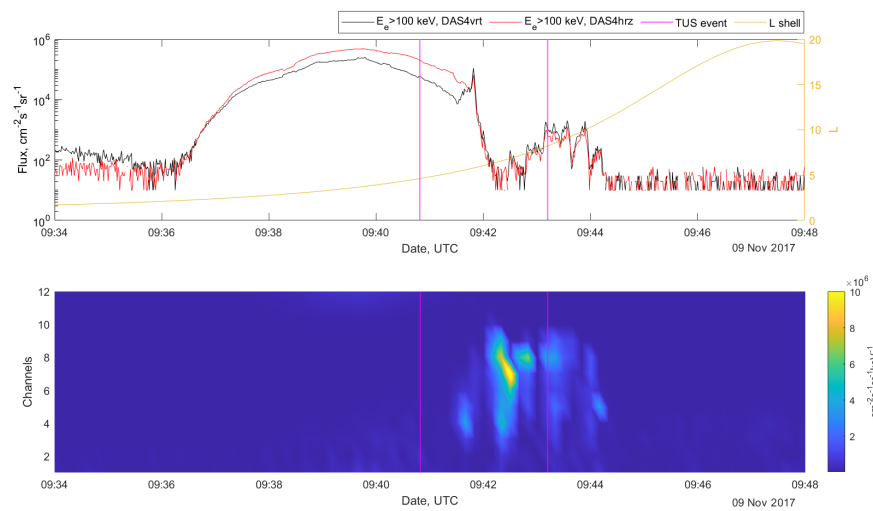 E_e>100 keV, DAS4vrt E_e>100 keV, DAS4hrz TUS event L shell
10^6
10^4
10^2
10^0
Flux, cm^-2s^-1sr^-1
20
15
10
5
0
L
09:34 09:36 09:38 09:40 09:42 09:44 09:46 09:48
Date, UTC
09 Nov 2017
12
10
8
6
4
2
Channels
×10^6
10
8
6
4
2
09:34 09:36 09:38 09:40 09:42 09:44 09:46 09:48
Date, UTC
09 Nov 2017